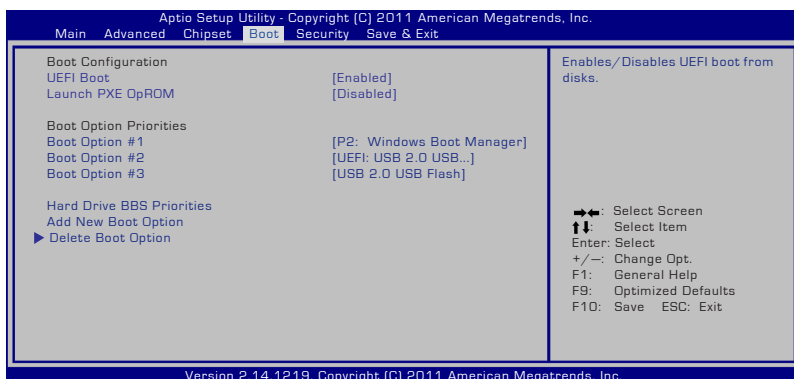 Aptio Setup Utility - Copyright (C) 2011 American Megatrends, Inc.
Main Advanced Chipset Boot Security Save & Exit
Boot Configuration
UEFI Boot [Enabled]
Launch PXE OpROM [Disabled]
Boot Option Priorities
Boot Option #1 [P2: Windows Boot Manager]
Boot Option #2 [UEFI: USB 2.0 USB...]
Boot Option #3 [USB 2.0 USB Flash]
Hard Drive BBS Priorities
Add New Boot Option
Delete Boot Option
Enables/Disables UEFI boot from
disks.
→←: Select Screen
↑↓: Select Item
Enter: Select
+/—: Change Opt.
F1: General Help
F9: Optimized Defaults
F10: Save ESC: Exit
Version 2.14.1219. Copyright (C) 2011 American Megatrends, Inc.